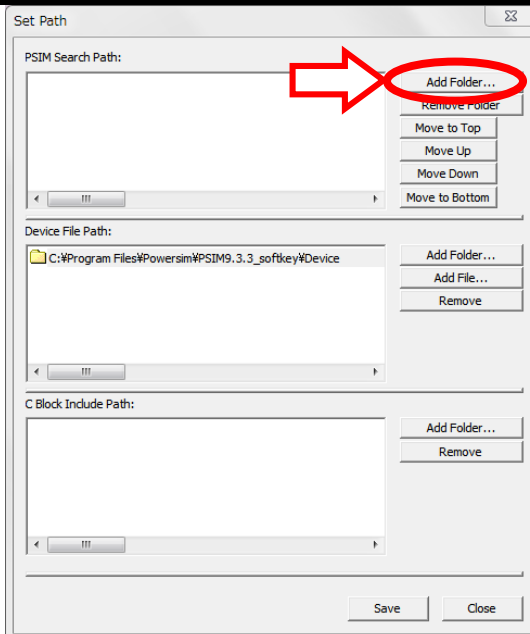 Set Path
PSIM Search Path:
Add Folder...
Remove Folder
Move to Top
Move Up
Move Down
Move to Bottom
Device File Path:
C:¥Program Files¥Powersim¥PSIM9.3.3_softkey¥Device
Add Folder...
Add File...
Remove
C Block Include Path:
Add Folder...
Remove
Save
Close